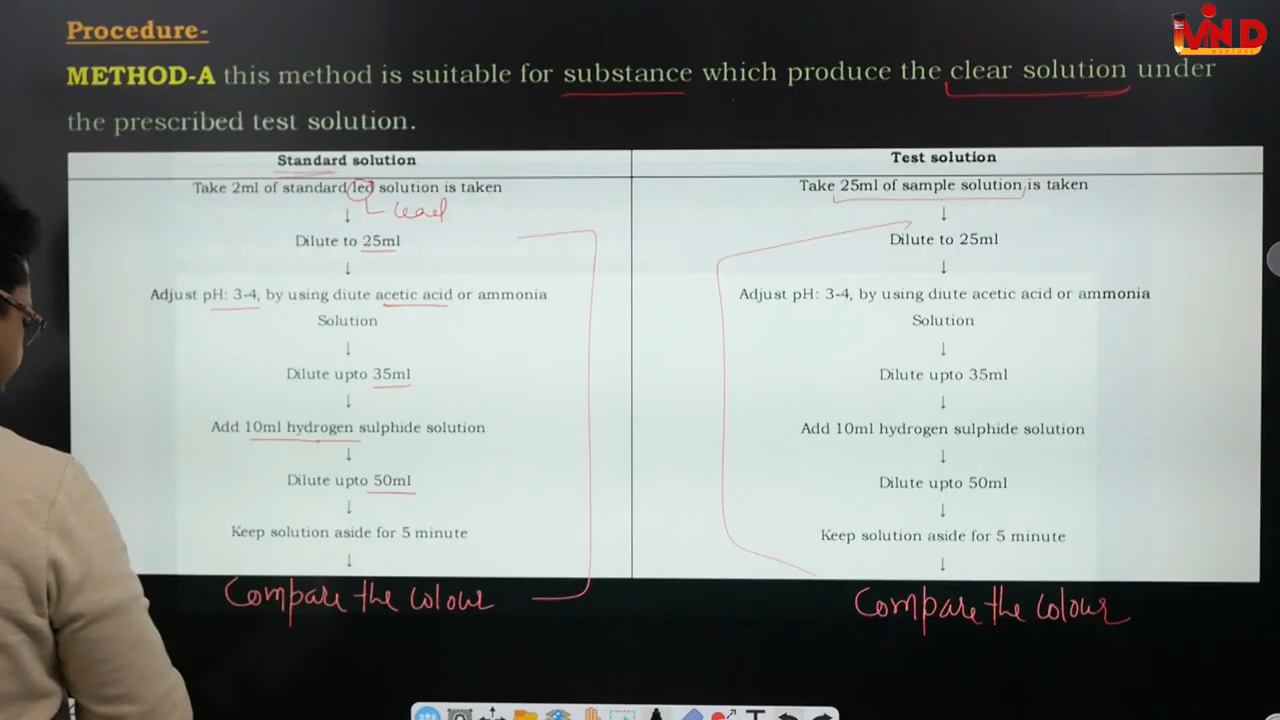 Procedure-
MIND
METHOD-A this method is suitable for substance which produce the clear solution under
the prescribed test solution.
Standard solution
Take 2ml of standard led solution is taken
lead
↓
Dilute to 25ml
↓
Adjust pH: 3-4, by using diute acetic acid or ammonia
Solution
↓
Dilute upto 35ml
↓
Add 10ml hydrogen sulphide solution
↓
Dilute upto 50ml
↓
Keep solution aside for 5 minute
↓
Compare the colour
Test solution
Take 25ml of sample solution is taken
↓
Dilute to 25ml
↓
Adjust pH: 3-4, by using diute acetic acid or ammonia
Solution
↓
Dilute upto 35ml
↓
Add 10ml hydrogen sulphide solution
↓
Dilute upto 50ml
↓
Keep solution aside for 5 minute
↓
Compare the colour